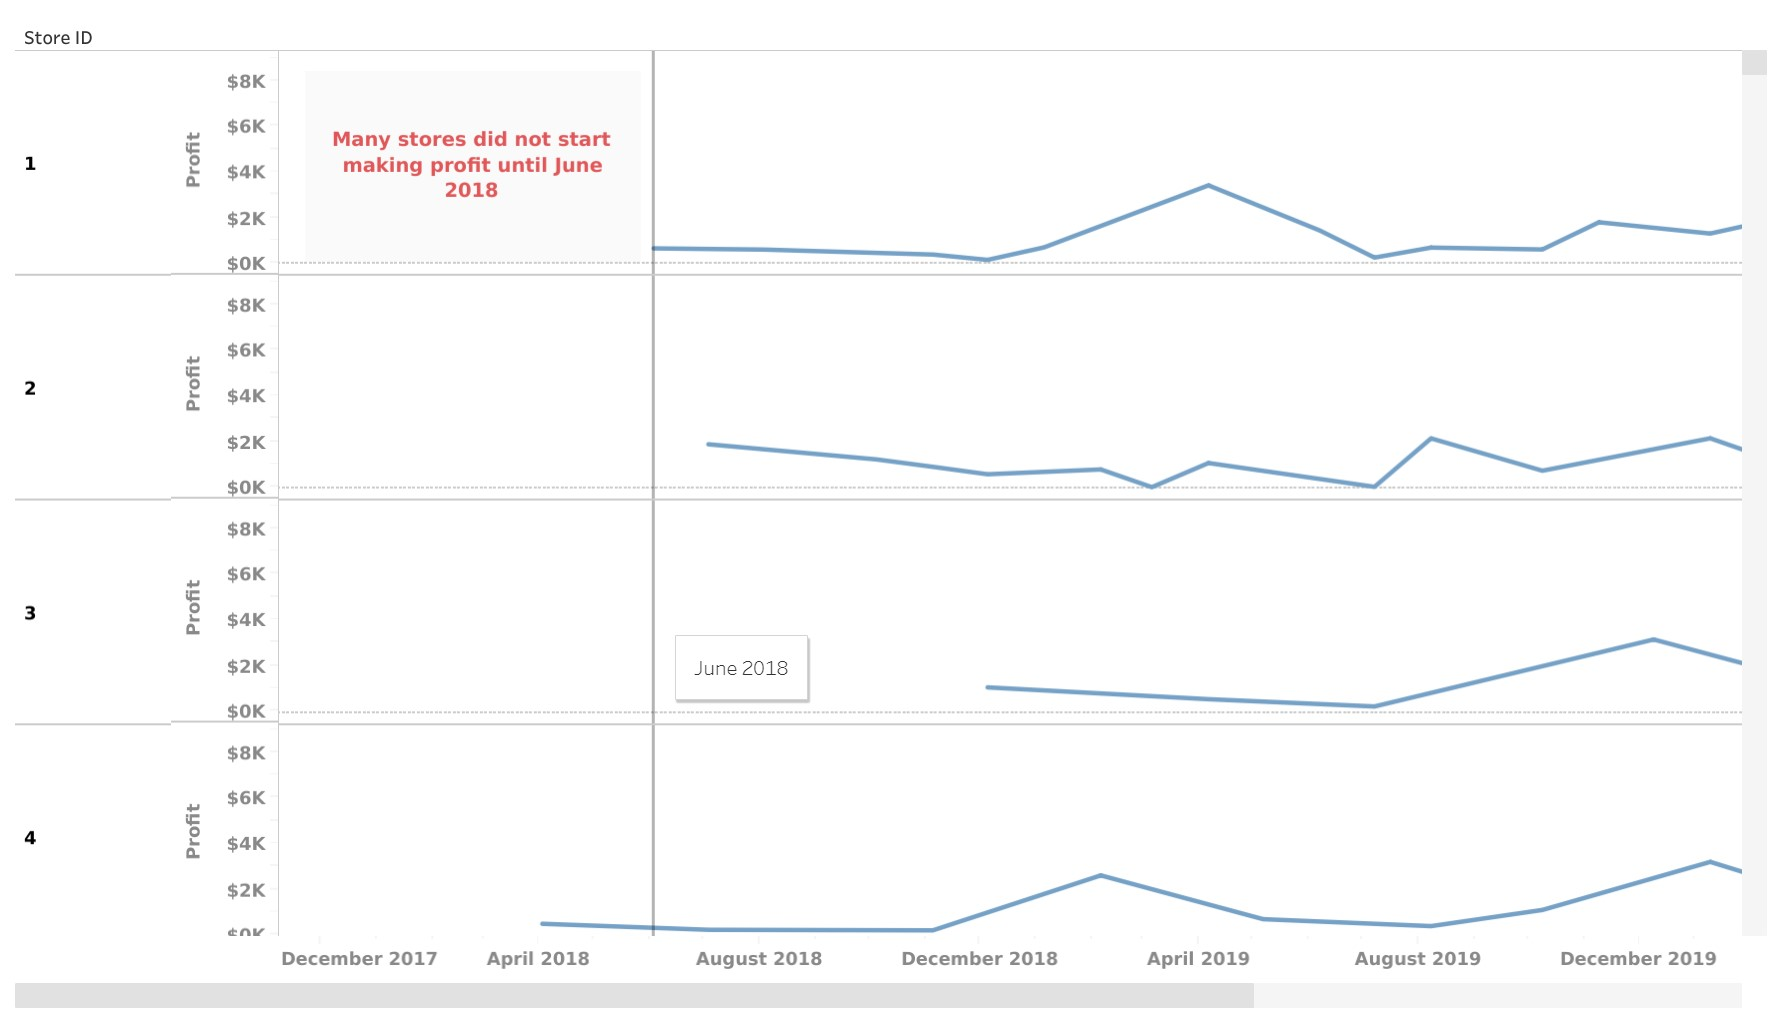 Store ID
$8K
$6K
$4K
$2K
$0K
Profit
1
Many stores did not start
making profit until June
2018
$8K
$6K
$4K
$2K
$0K
Profit
2
$8K
$6K
$4K
$2K
$0K
Profit
3
June 2018
$8K
$6K
$4K
$2K
$0K
Profit
4
December 2017 April 2018 August 2018 December 2018 April 2019 August 2019 December 2019